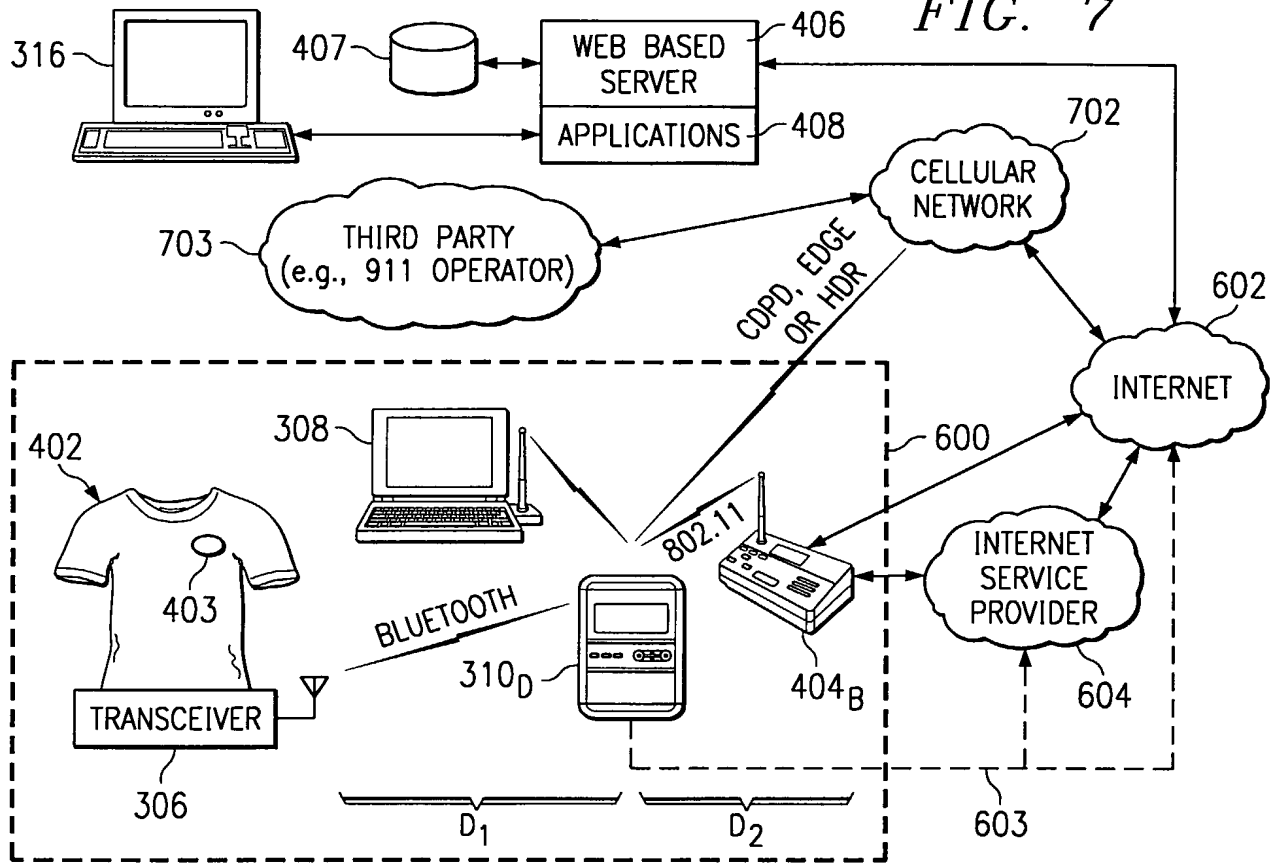 FIG. 7
316
407
WEB BASED
SERVER
406
APPLICATIONS
408
702
CELLULAR
NETWORK
703
THIRD PARTY
(e.g., 911 OPERATOR)
CDPD, EDGE
OR HDR
602
INTERNET
308
600
402
403
802.11
INTERNET
SERVICE
PROVIDER
BLUETOOTH
310D
404B
604
TRANSCEIVER
306
D1
D2
603